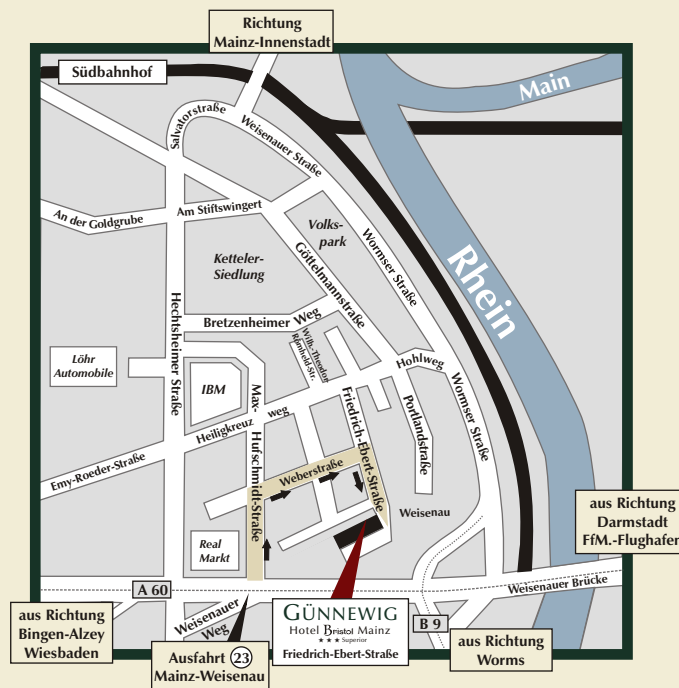 Richtung
Mainz-Innenstadt
Südbahnhof
Main
Salvatorstraße
Weisenauer Straße
An der Goldgrube
Am Stiftswingert
Volks-
park
Wormser Straße
Rhein
Ketteler-
Siedlung
Göttelmannstraße
Hechtsheimer Straße
Bretzenheimer Weg
Wilh.-Theodor
Römheld-Str.
Hohlweg
Löhr
Automobile
IBM
Max-
Hufschmidt-Straße
Heiligkreuz weg
Friedrich-Ebert-Straße
Portlandstraße
Wormser Straße
Emy-Roeder-Straße
Weberstraße
Weisenau
aus Richtung
Darmstadt
FfM.-Flughafen
Real
Markt
A 60
Weisenauer Brücke
aus Richtung
Bingen-Alzey
Wiesbaden
Weisenauer
Weg
Ausfahrt 23
Mainz-Weisenau
GÜNNEWIG
Hotel Bristol Mainz
★★★ Superior
Friedrich-Ebert-Straße
B 9
aus Richtung
Worms